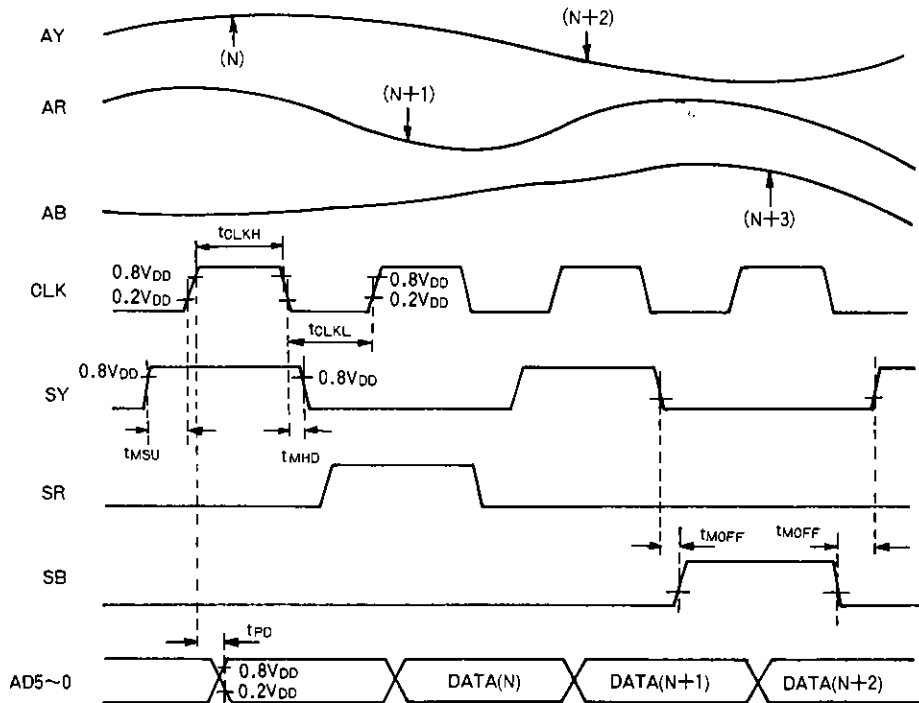 AY
(N)
(N+2)
AR
(N+1)
AB
(N+3)
tCLKH
CLK
0.8VDD
0.2VDD
0.8VDD
0.2VDD
tCLKL
SY
0.8VDD
0.8VDD
tMSU
tMHD
SR
tMOFF
tMOFF
SB
tPD
AD5~0
0.8VDD
0.2VDD
DATA(N)
DATA(N+1)
DATA(N+2)